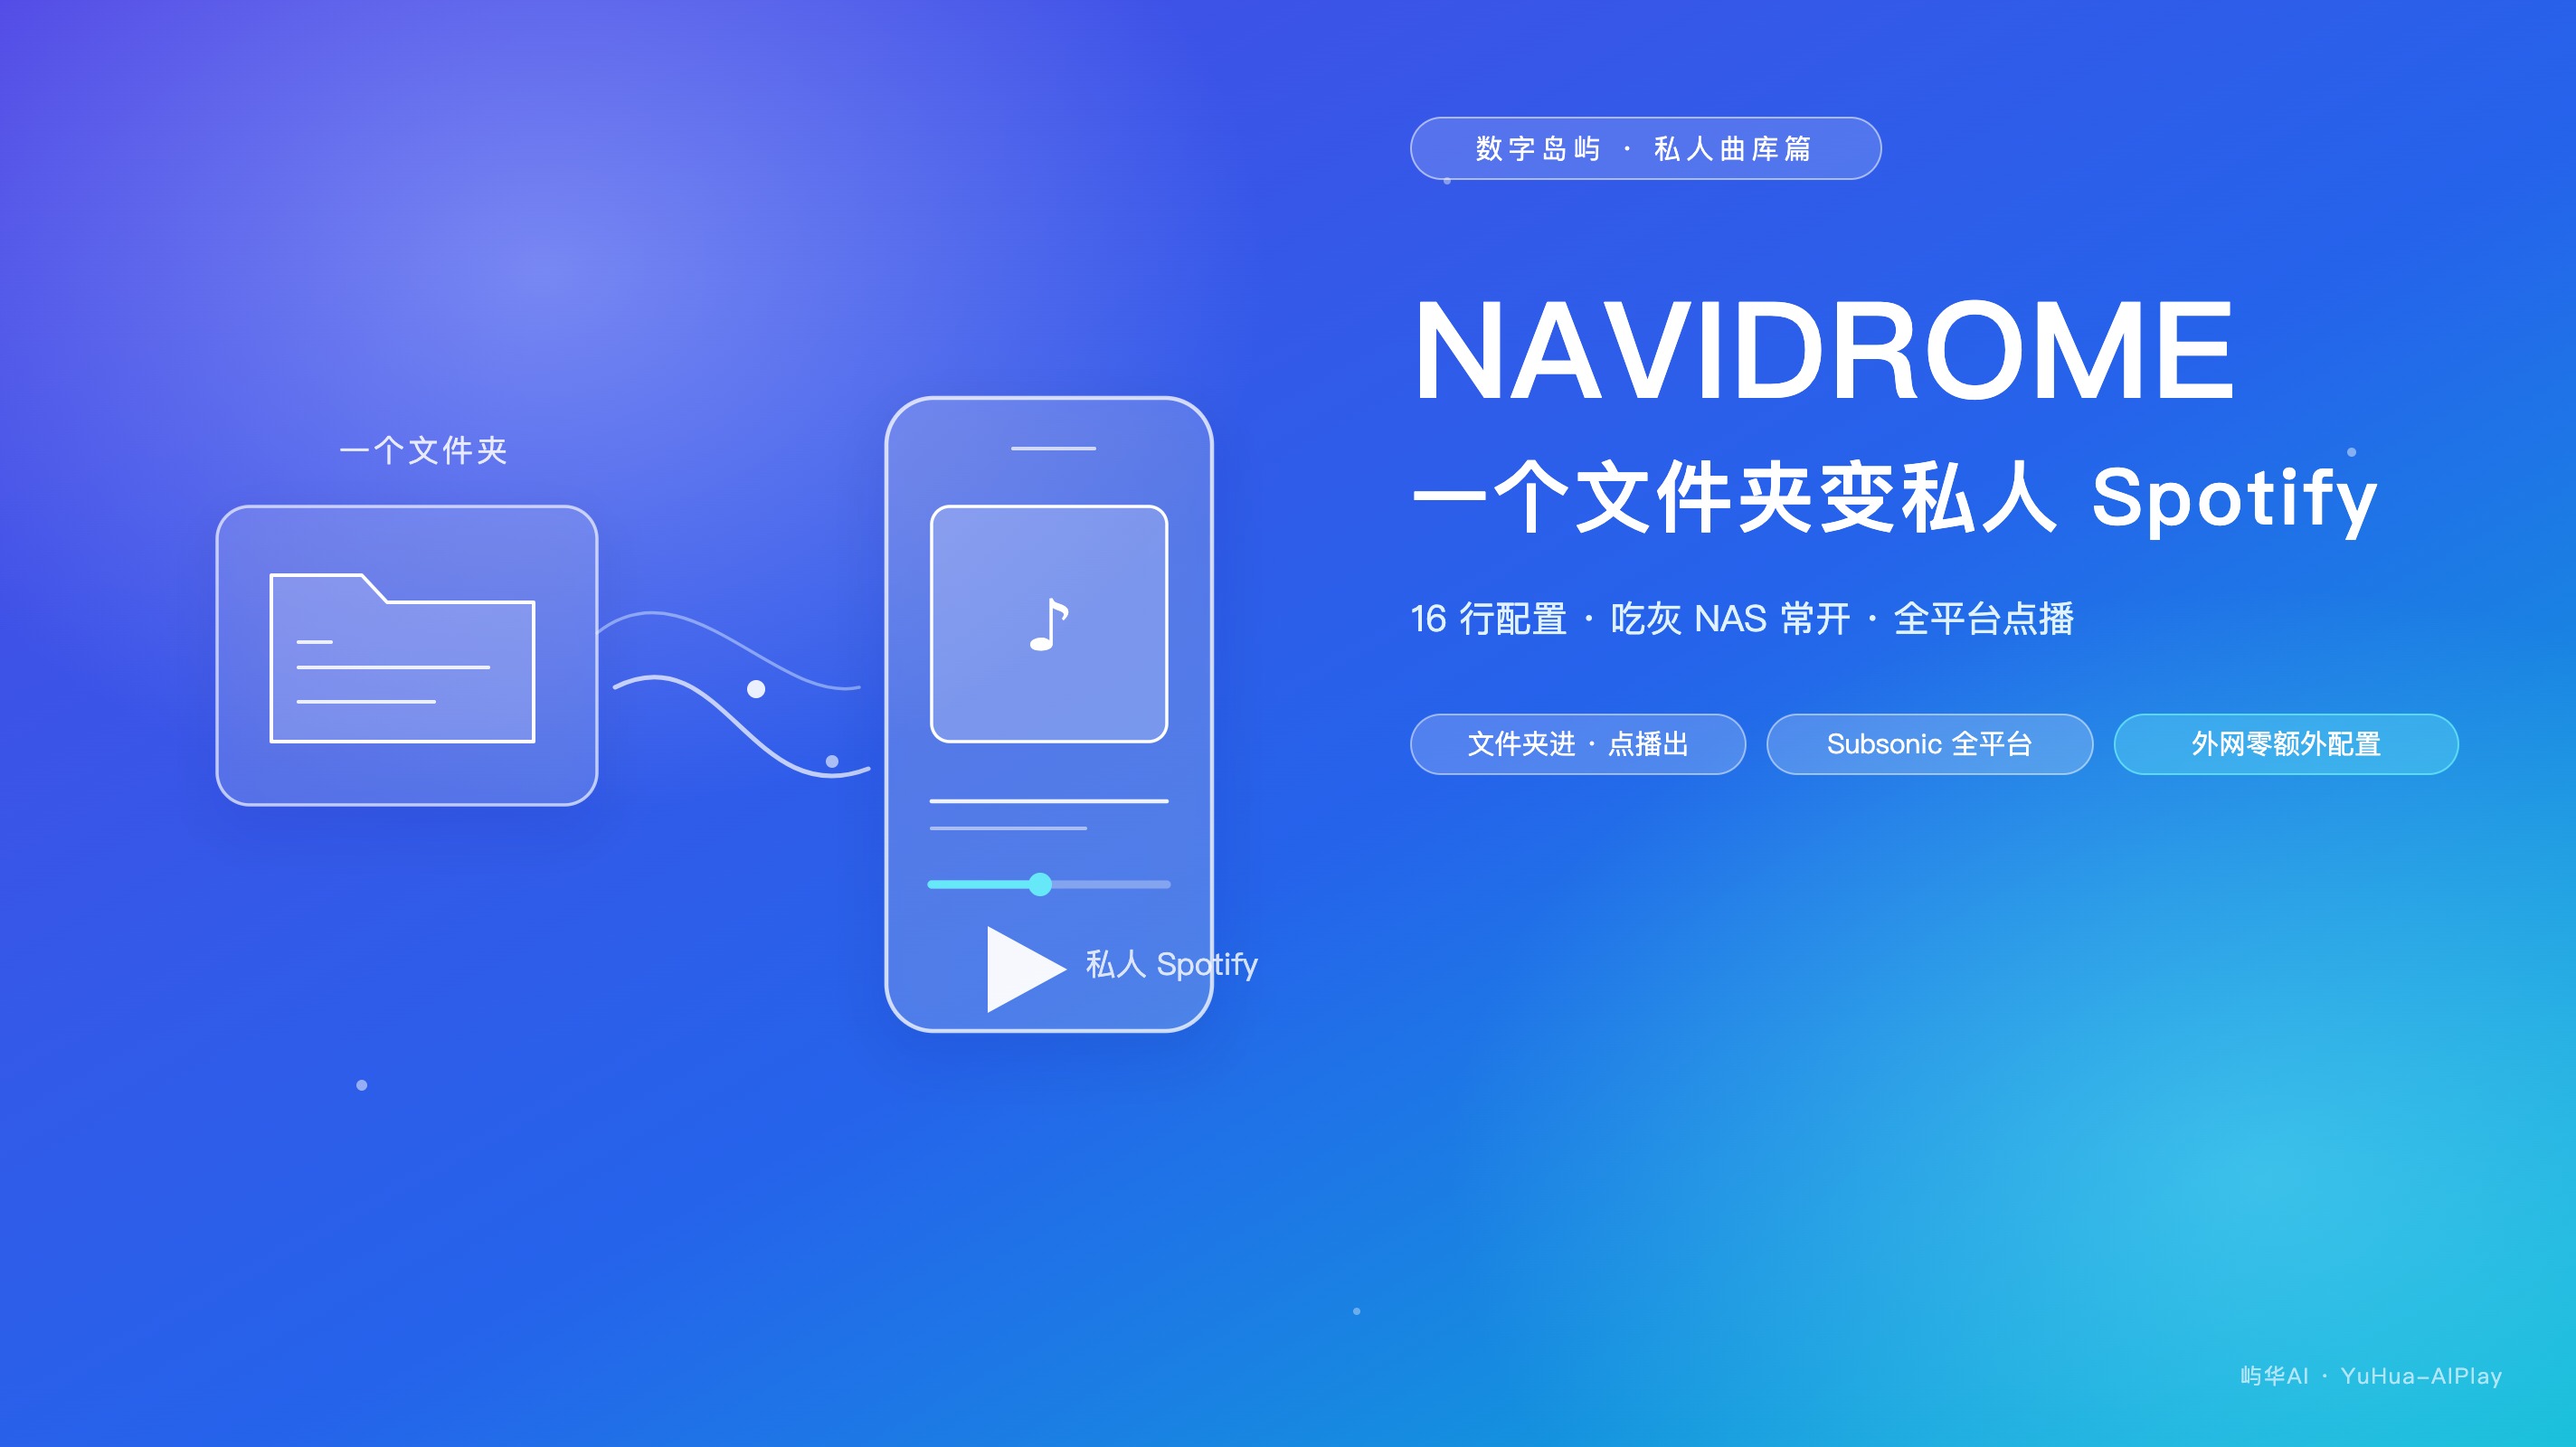 数字岛屿 · 私人曲库篇
NAVIDROME
一个文件夹变私人 Spotify
16 行配置 · 吃灰 NAS 常开 · 全平台点播
文件夹进 · 点播出
Subsonic 全平台
外网零额外配置
一个文件夹
私人 Spotify
屿华AI · YuHua-AIPlay